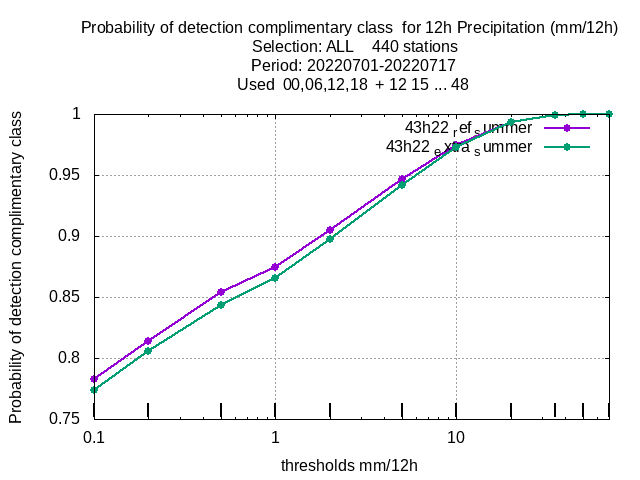 Probability of detection complimentary class for 12h Precipitation (mm/12h)
Selection: ALL 440 stations
Period: 20220701-20220717
Used 00,06,12,18 + 12 15 ... 48
Probability of detection complimentary class
1
0.95
0.9
0.85
0.8
0.75
43h22 ref summer
43h22 extra summer
0.1 1 10
thresholds mm/12h